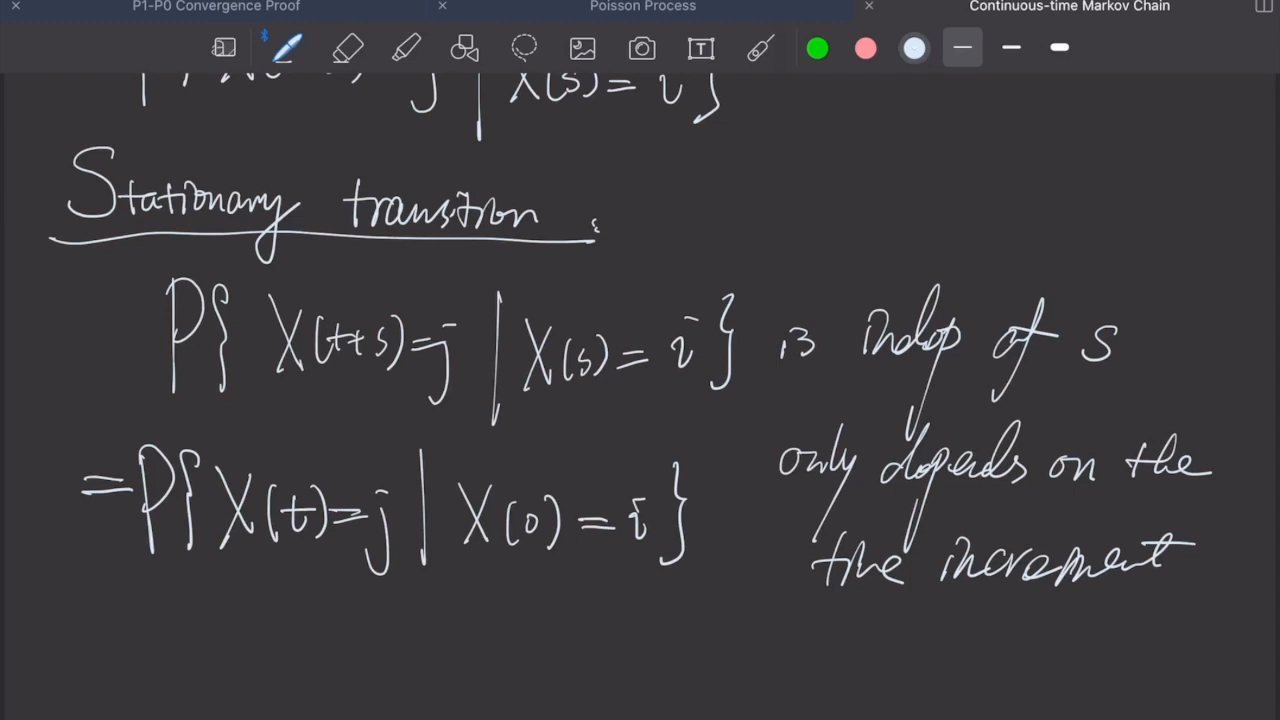 P1-P0 Convergence Proof
Poisson Process
Continuous-time Markov Chain
j | X(s) = i }
Stationary transition :
P{ X(t+s)=j | X(s) = i } is indep of s
only depends on the
= P{ X(t)=j | X(0) = i }
time increment